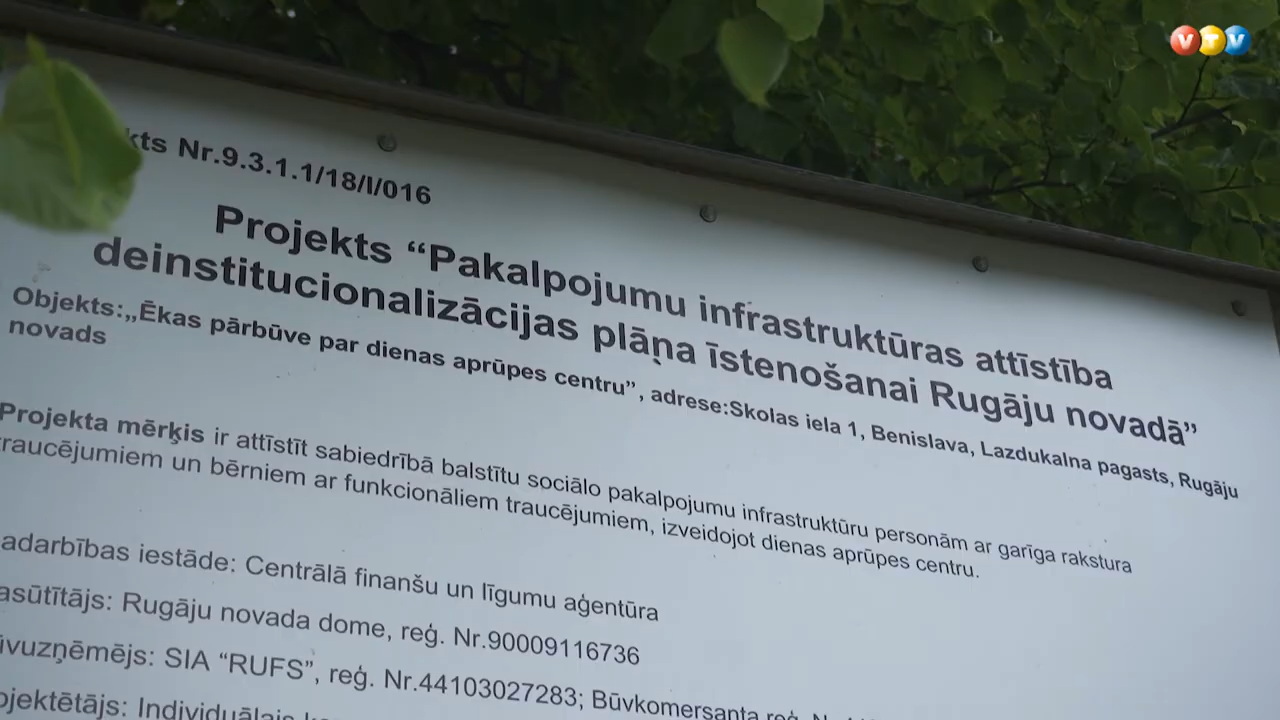 VTV
kts Nr.9.3.1.1/18/I/016
Projekts “Pakalpojumu infrastruktūras attīstība
deinstitucionalizācijas plāņa īstenošanai Rugāju novadā”
Objekts:„Ēkas pārbūve par dienas aprūpes centru”, adrese:Skolas iela 1, Benislava, Lazdukalna pagasts, Rugāju
novads
Projekta mērķis ir attīstīt sabiedrībā balstītu sociālo pakalpojumu infrastruktūru personām ar garīga rakstura
traucējumiem un bērniem ar funkcionāliem traucējumiem, izveidojot dienas aprūpes centru.
adarbības iestāde: Centrālā finanšu un līgumu aģentūra
asūtītājs: Rugāju novada dome, reģ. Nr.90009116736
ūvuzņēmējs: SIA “RUFS”, reģ. Nr.44103027283; Būvkomersanta reģ.
ojektētājs: Individuālais